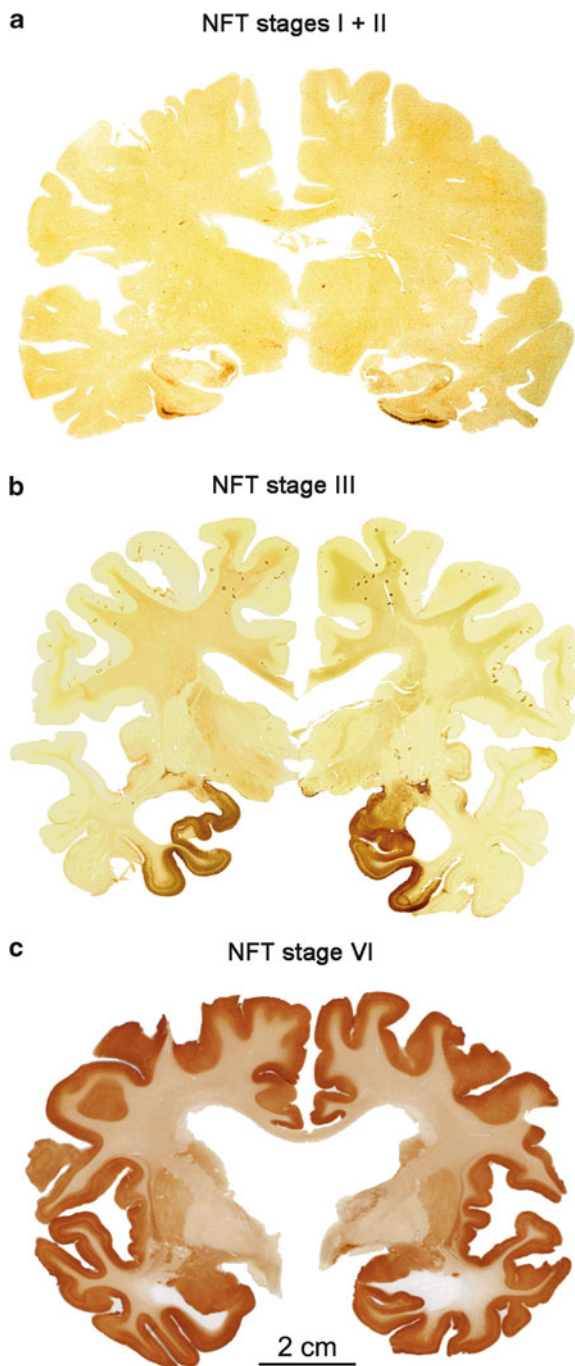 a
NFT stages I + II
b
NFT stage III
c
NFT stage VI
2 cm